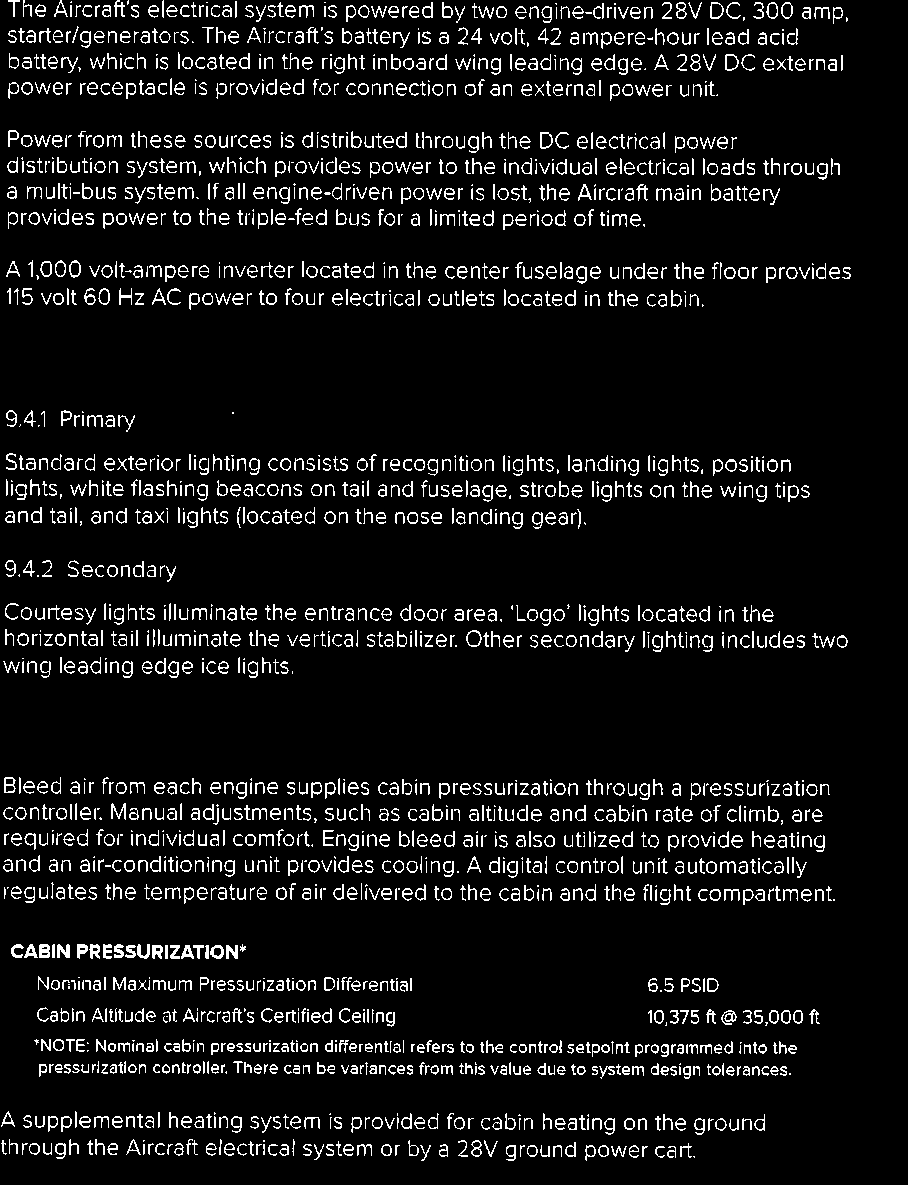 The Aircraft's electrical system is powered by two engine-driven 28V DC, 300 amp,
starter/generators. The Aircraft's battery is a 24 volt, 42 ampere-hour lead acid
battery, which is located in the right inboard wing leading edge. A 28V DC external
power receptacle is provided for connection of an external power unit.
Power from these sources is distributed through the DC electrical power
distribution system, which provides power to the individual electrical loads through
a multi-bus system. If all engine-driven power is lost, the Aircraft main battery
provides power to the triple-fed bus for a limited period of time.
A 1,000 volt-ampere inverter located in the center fuselage under the floor provides
115 volt 60 Hz AC power to four electrical outlets located in the cabin.
9.4.1 Primary
Standard exterior lighting consists of recognition lights, landing lights, position
lights, white flashing beacons on tail and fuselage, strobe lights on the wing tips
and tail, and taxi lights (located on the nose landing gear).
9.4.2 Secondary
Courtesy lights illuminate the entrance door area. 'Logo' lights located in the
horizontal tail illuminate the vertical stabilizer. Other secondary lighting includes two
wing leading edge ice lights.
Bleed air from each engine supplies cabin pressurization through a pressurization
controller. Manual adjustments, such as cabin altitude and cabin rate of climb, are
required for individual comfort. Engine bleed air is also utilized to provide heating
and an air-conditioning unit provides cooling. A digital control unit automatically
regulates the temperature of air delivered to the cabin and the flight compartment.
CABIN PRESSURIZATION*
Nominal Maximum Pressurization Differential 6.5 PSID
Cabin Altitude at Aircraft's Certified Ceiling 10,375 ft @ 35,000 ft
*NOTE: Nominal cabin pressurization differential refers to the control setpoint programmed into the
pressurization controller. There can be variances from this value due to system design tolerances.
A supplemental heating system is provided for cabin heating on the ground
through the Aircraft electrical system or by a 28V ground power cart.